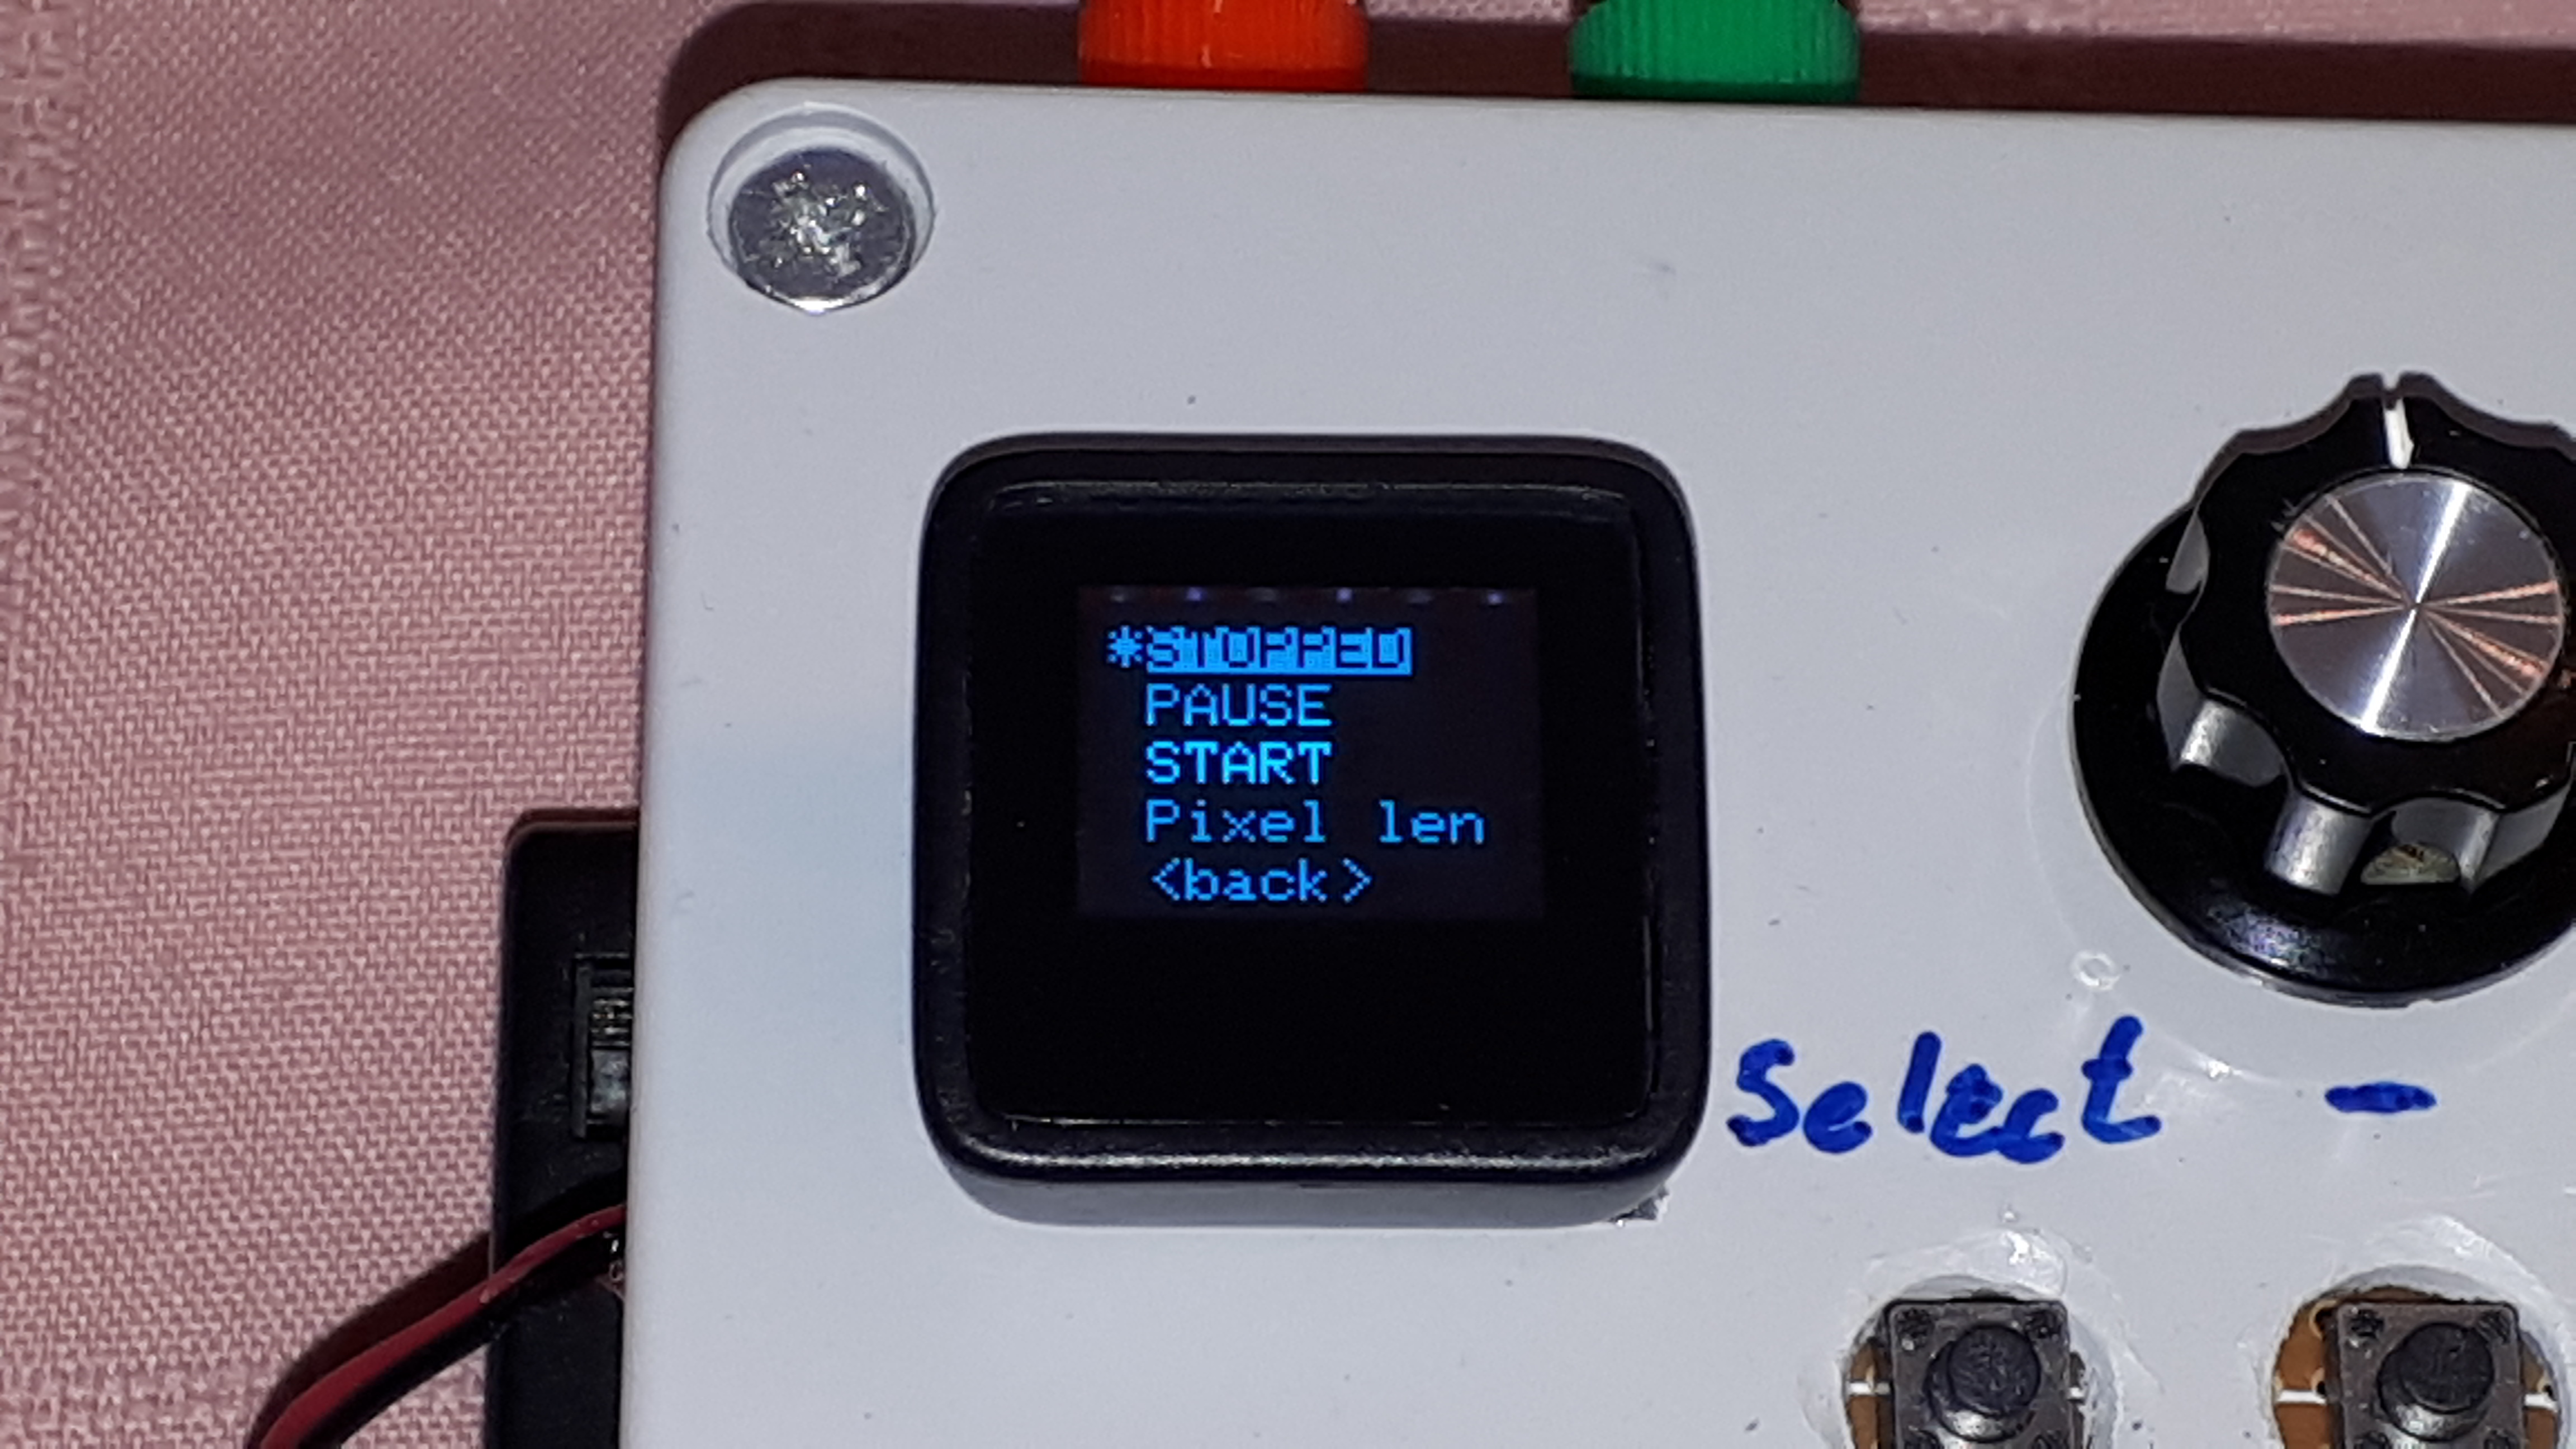 *STOPPED
PAUSE
START
Pixel len
<back>
Select -